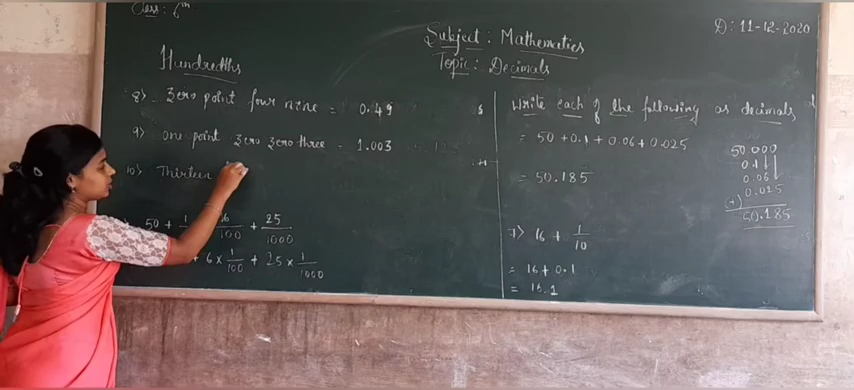 Class: 6th
Subject: Mathematics
D: 11-12-2020
Topic: Decimals
Hundredths
8) Zero point four nine = 0.49
9) One point zero zero three = 1.003
10) Thirteen
50 + 1 16 / 100 + 25 / 1000
+ 6 × 1/100 + 25 × 1/1000
Write each of the following as decimals
= 50 + 0.1 + 0.06 + 0.025
= 50.185
50.000
0.1
0.06
0.025
(+)
50.185
7) 16 + 1/10
= 16 + 0.1
= 16.1